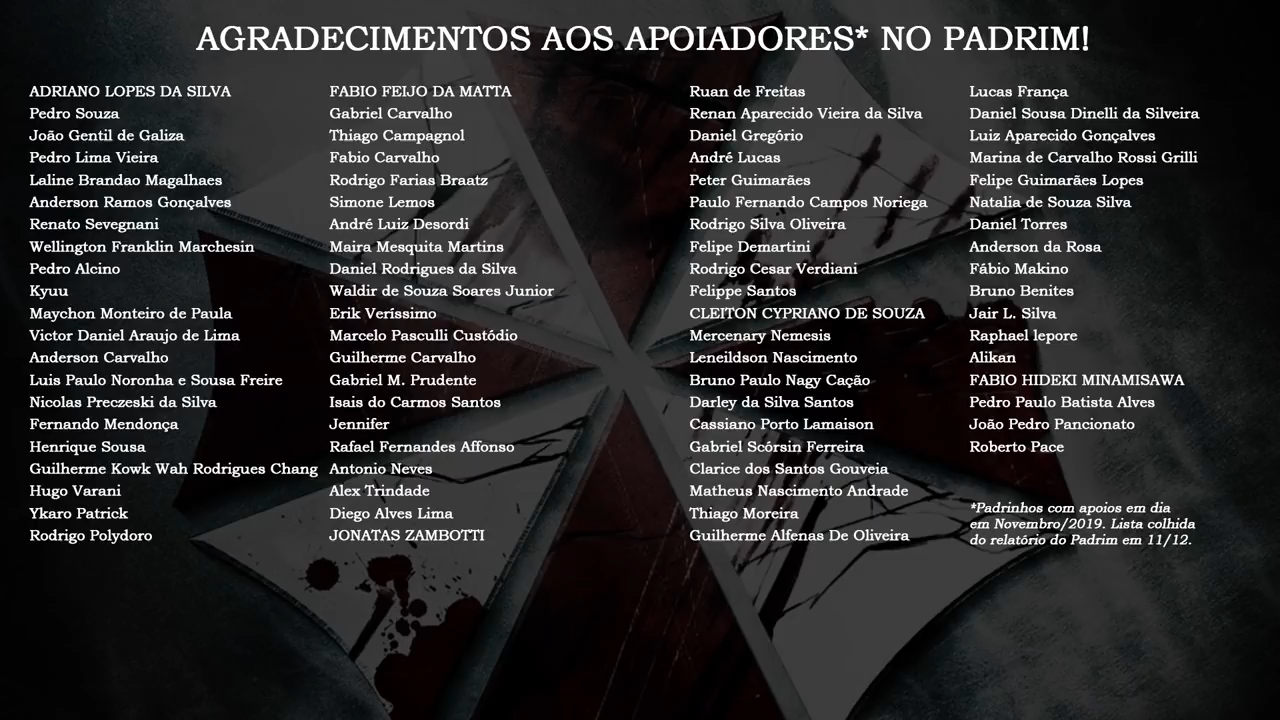 AGRADECIMENTOS AOS APOIADORES* NO PADRIM!
ADRIANO LOPES DA SILVA
Pedro Souza
João Gentil de Galiza
Pedro Lima Vieira
Laline Brandao Magalhaes
Anderson Ramos Gonçalves
Renato Sevegnani
Wellington Franklin Marchesin
Pedro Alcino
Kyuu
Maychon Monteiro de Paula
Victor Daniel Araujo de Lima
Anderson Carvalho
Luis Paulo Noronha e Sousa Freire
Nicolas Preczeski da Silva
Fernando Mendonça
Henrique Sousa
Guilherme Kowk Wah Rodrigues Chang
Hugo Varani
Ykaro Patrick
Rodrigo Polydoro
FABIO FEIJO DA MATTA
Gabriel Carvalho
Thiago Campagnol
Fabio Carvalho
Rodrigo Farias Braatz
Simone Lemos
André Luiz Desordi
Maira Mesquita Martins
Daniel Rodrigues da Silva
Waldir de Souza Soares Junior
Erik Veríssimo
Marcelo Pasculli Custódio
Guilherme Carvalho
Gabriel M. Prudente
Isais do Carmos Santos
Jennifer
Rafael Fernandes Affonso
Antonio Neves
Alex Trindade
Diego Alves Lima
JONATAS ZAMBOTTI
Ruan de Freitas
Renan Aparecido Vieira da Silva
Daniel Gregório
André Lucas
Peter Guimarães
Paulo Fernando Campos Noriega
Rodrigo Silva Oliveira
Felipe Demartini
Rodrigo Cesar Verdiani
Felippe Santos
CLEITON CYPRIANO DE SOUZA
Mercenary Nemesis
Leneildson Nascimento
Bruno Paulo Nagy Cação
Darley da Silva Santos
Cassiano Porto Lamaison
Gabriel Scórsin Ferreira
Clarice dos Santos Gouveia
Matheus Nascimento Andrade
Thiago Moreira
Guilherme Alfenas De Oliveira
Lucas França
Daniel Sousa Dinelli da Silveira
Luiz Aparecido Gonçalves
Marina de Carvalho Rossi Grilli
Felipe Guimarães Lopes
Natalia de Souza Silva
Daniel Torres
Anderson da Rosa
Fábio Makino
Bruno Benites
Jair L. Silva
Raphael lepore
Alikan
FABIO HIDEKI MINAMISAWA
Pedro Paulo Batista Alves
João Pedro Pancionato
Roberto Pace
*Padrinhos com apoios em dia
em Novembro/2019. Lista colhida
do relatório do Padrim em 11/12.